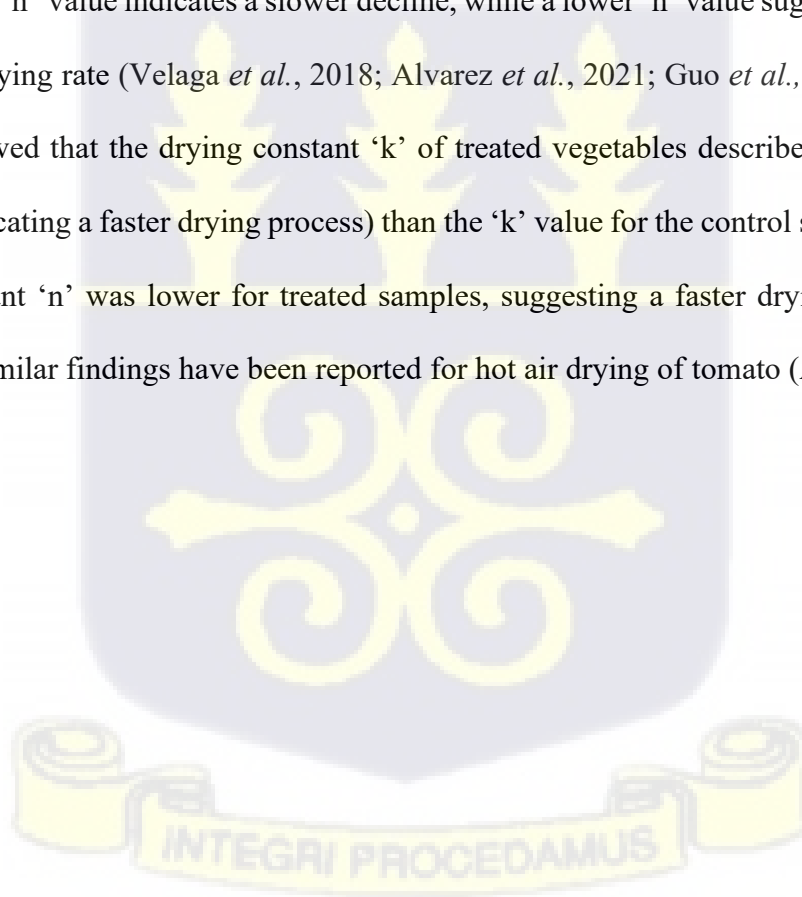 'n' value indicates a slower decline, while a lower 'n' value sug
ying rate (Velaga et al., 2018; Alvarez et al., 2021; Guo et al.,
ved that the drying constant ‘k’ of treated vegetables describe
cating a faster drying process) than the ‘k’ value for the control s
nt ‘n’ was lower for treated samples, suggesting a faster dryi
milar findings have been reported for hot air drying of tomato (
INTEGRI PROCEDAMUS